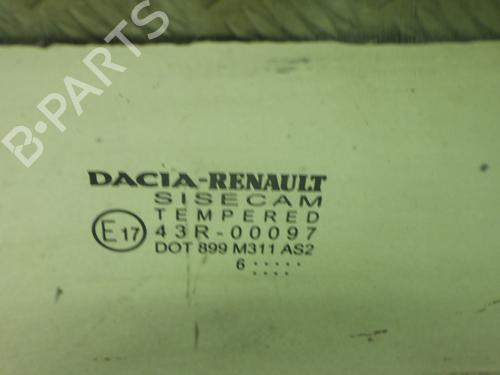 B-PARTS
DACIA-RENAULT
SISECAM
TEMPERED
E17 43R-00097
DOT 899 M311 AS2
6 .....
.....